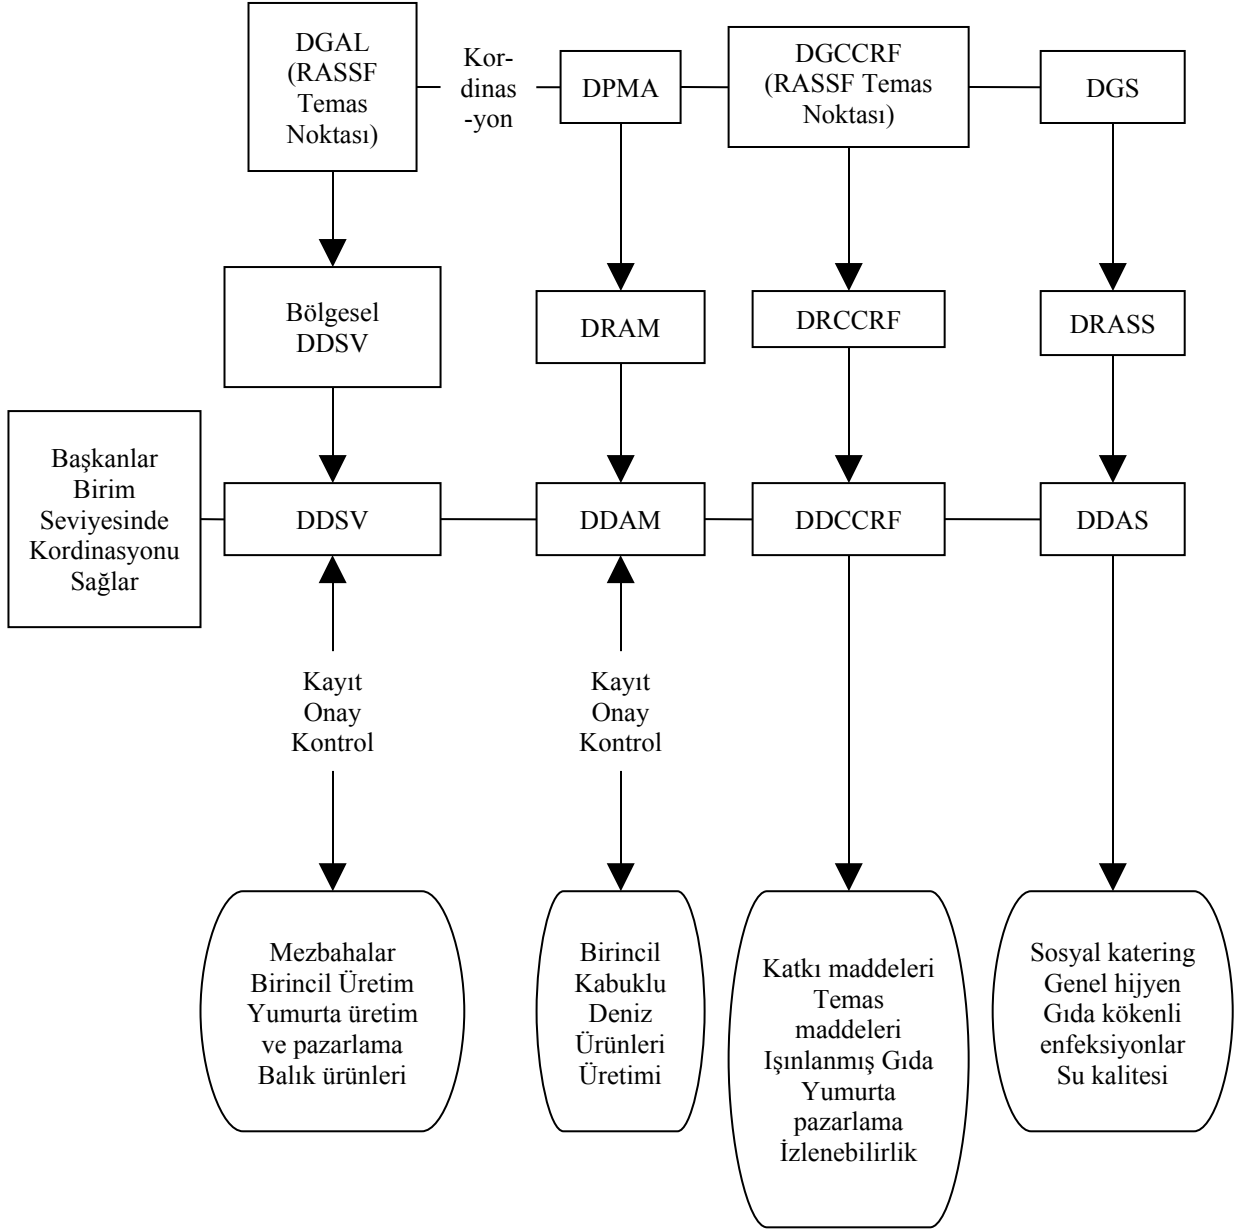 DGAL
(RASSF
Temas
Noktası)
Kor-
dinas
-yon
DPMA
DGCCRF
(RASSF Temas
Noktası)
DGS
Bölgesel
DDSV
DRAM
DRCCRF
DRASS
Başkanlar
Birim
Seviyesinde
Kordinasyonu
Sağlar
DDSV
DDAM
DDCCRF
DDAS
Kayıt
Onay
Kontrol
Kayıt
Onay
Kontrol
Mezbahalar
Birincil Üretim
Yumurta üretim
ve pazarlama
Balık ürünleri
Birincil
Kabuklu
Deniz
Ürünleri
Üretimi
Katkı maddeleri
Temas
maddeleri
Işınlanmış Gıda
Yumurta
pazarlama
İzlenebilirlik
Sosyal katering
Genel hijyen
Gıda kökenli
enfeksiyonlar
Su kalitesi